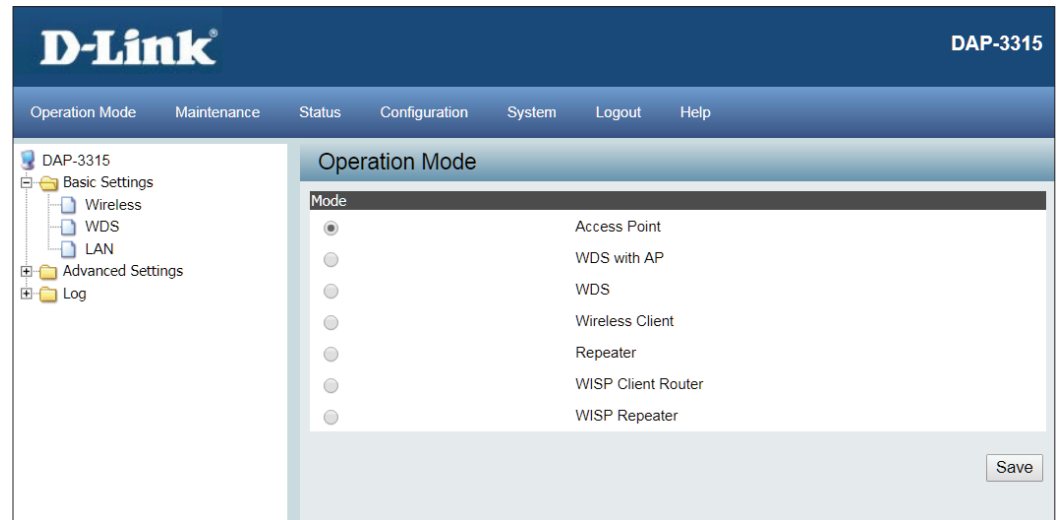 D-Link®
DAP-3315
Operation Mode Maintenance Status Configuration System Logout Help
DAP-3315
Basic Settings
Wireless
WDS
LAN
Advanced Settings
Log
Operation Mode
Mode
Access Point
WDS with AP
WDS
Wireless Client
Repeater
WISP Client Router
WISP Repeater
Save